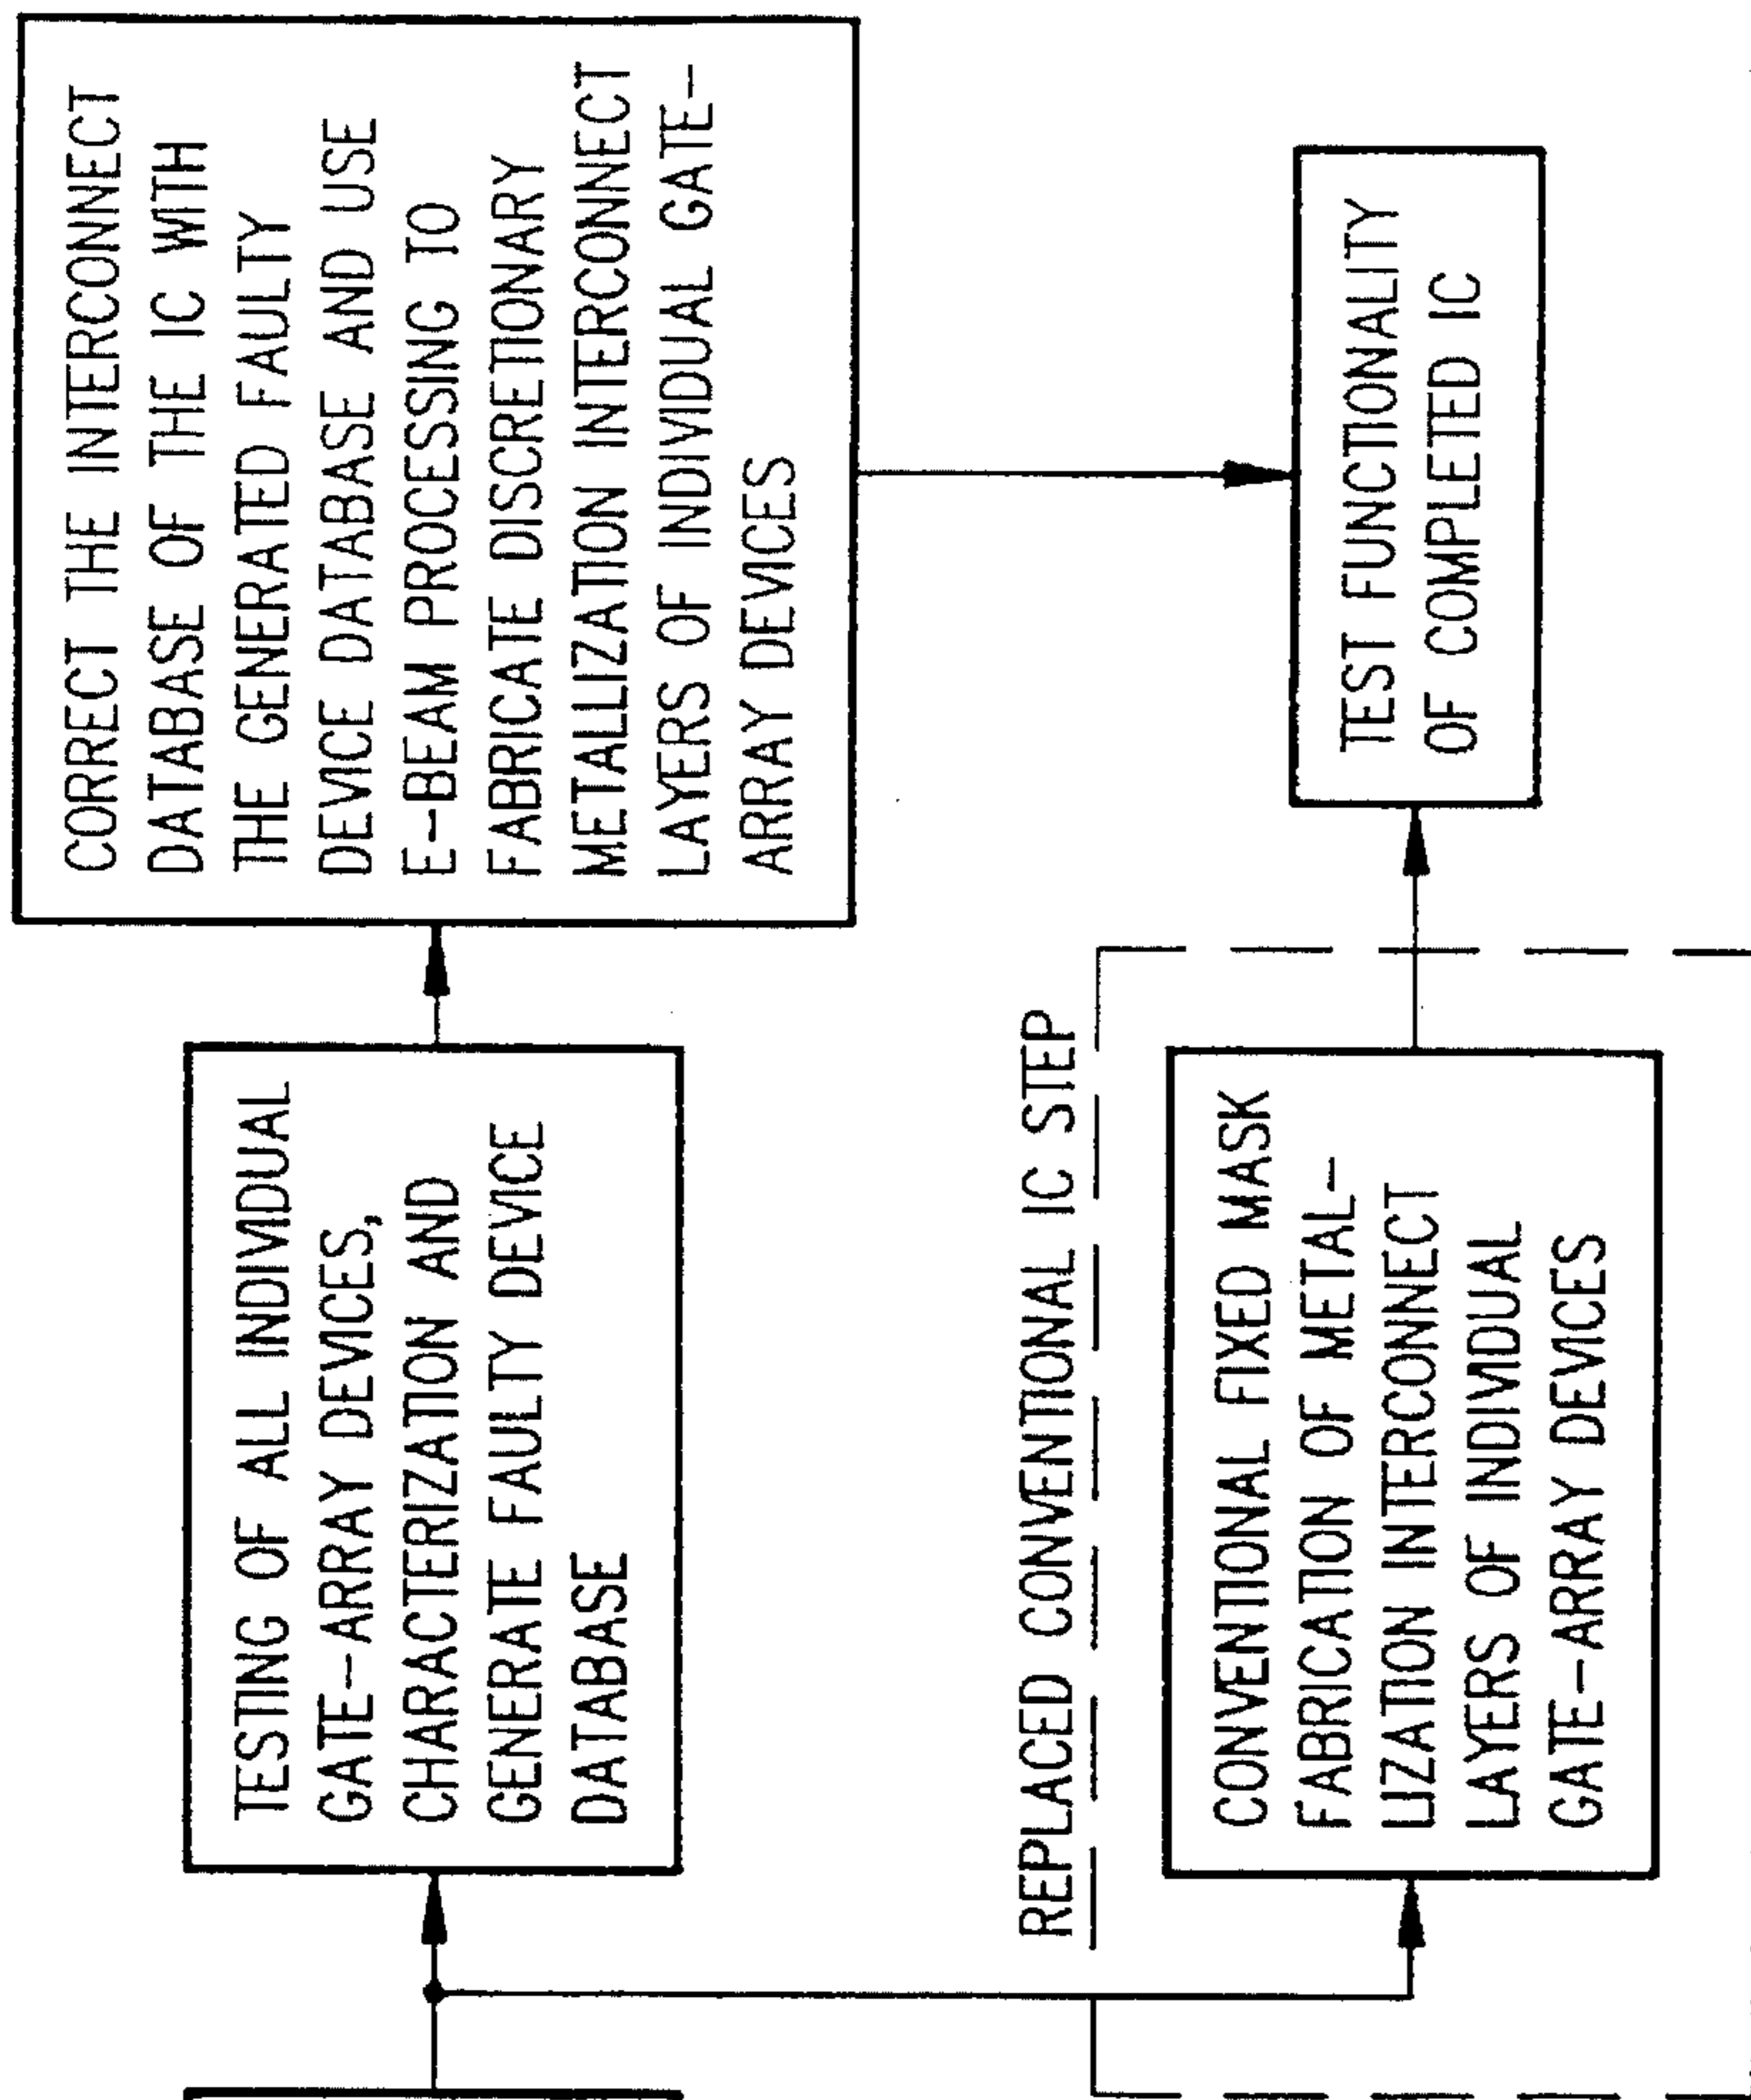 TESTING OF ALL INDIVIDUAL
GATE-ARRAY DEVICES,
CHARACTERIZATION AND
GENERATE FAULTY DEVICE
DATABASE
CORRECT THE INTERCONNECT
DATABASE OF THE IC WITH
THE GENERATED FAULTY
DEVICE DATABASE AND USE
E-BEAM PROCESSING TO
FABRICATE DISCRETIONARY
METALLIZATION INTERCONNECT
LAYERS OF INDIVIDUAL GATE-
ARRAY DEVICES
REPLACED CONVENTIONAL IC STEP
CONVENTIONAL FIXED MASK
FABRICATION OF METAL-
LIZATION INTERCONNECT
LAYERS OF INDIVIDUAL
GATE-ARRAY DEVICES
TEST FUNCTIONALITY
OF COMPLETED IC